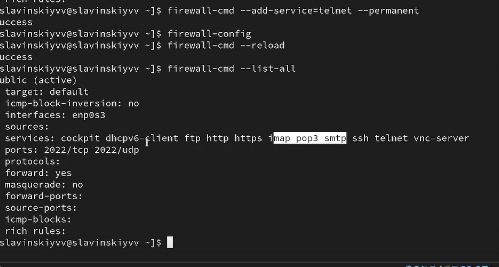 rich rules:
slavinskiyvv@slavinskiyvv ~]$ firewall-cmd --add-service=telnet --permanent
uccess
slavinskiyvv@slavinskiyvv ~]$ firewall-config
slavinskiyvv@slavinskiyvv ~]$ firewall-cmd --reload
uccess
slavinskiyvv@slavinskiyvv ~]$ firewall-cmd --list-all
ublic (active)
target: default
icmp-block-inversion: no
interfaces: enp0s3
sources:
services: cockpit dhcpv6-client ftp http https imap pop3 smtp ssh telnet vnc-server
ports: 2022/tcp 2022/udp
protocols:
forward: yes
masquerade: no
forward-ports:
source-ports:
icmp-blocks:
rich rules:
slavinskiyvv@slavinskiyvv ~]$